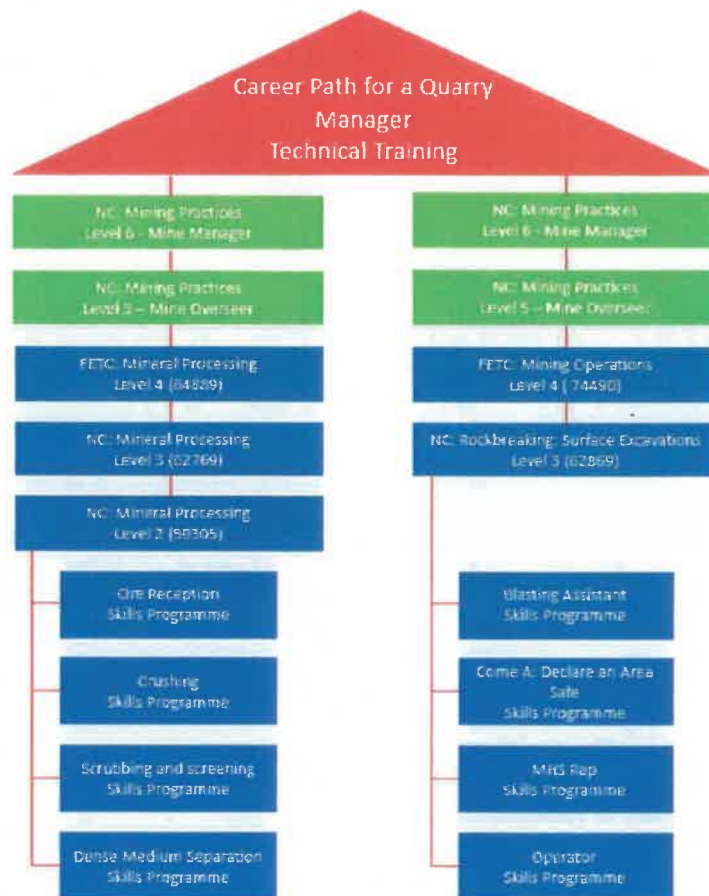 Career Path for a Quarry
Manager
Technical Training
NC: Mining Practices
Level 6 - Mine Manager
NC: Mining Practices
Level 5 - Mine Overseer
FETC: Mineral Processing
Level 4 (64889)
NC: Mineral Processing
Level 3 (62769)
NC: Mineral Processing
Level 2 (59305)
Ore Reception
Skills Programme
Crushing
Skills Programme
Scrubbing and screening
Skills Programme
Dense Medium Separation
Skills Programme
NC: Mining Practices
Level 6 - Mine Manager
NC: Mining Practices
Level 5 - Mine Overseer
FETC: Mining Operations
Level 4 ( 74490)
NC: Rockbreaking: Surface Excavations
Level 3 (62869)
Blasting Assistant
Skills Programme
Come A: Declare an Area
Safe
Skills Programme
MHS Rep
Skills Programme
Operator
Skills Programme